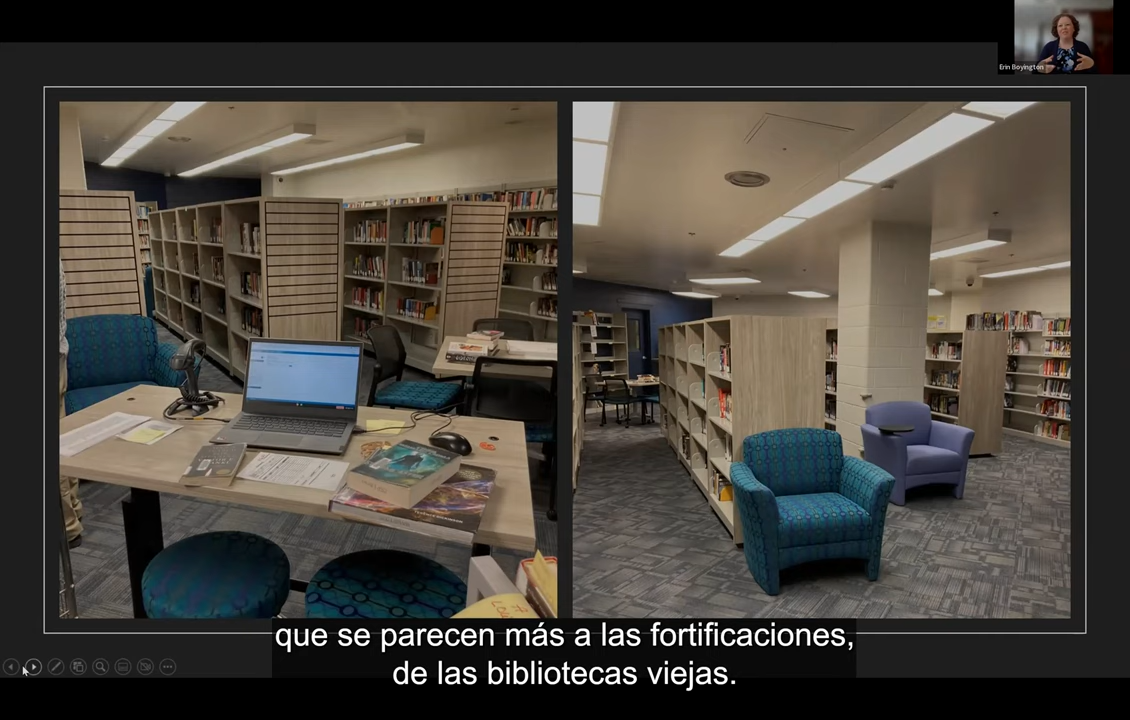 Erin Boyington
que se parecen más a las fortificaciones,
de las bibliotecas viejas.